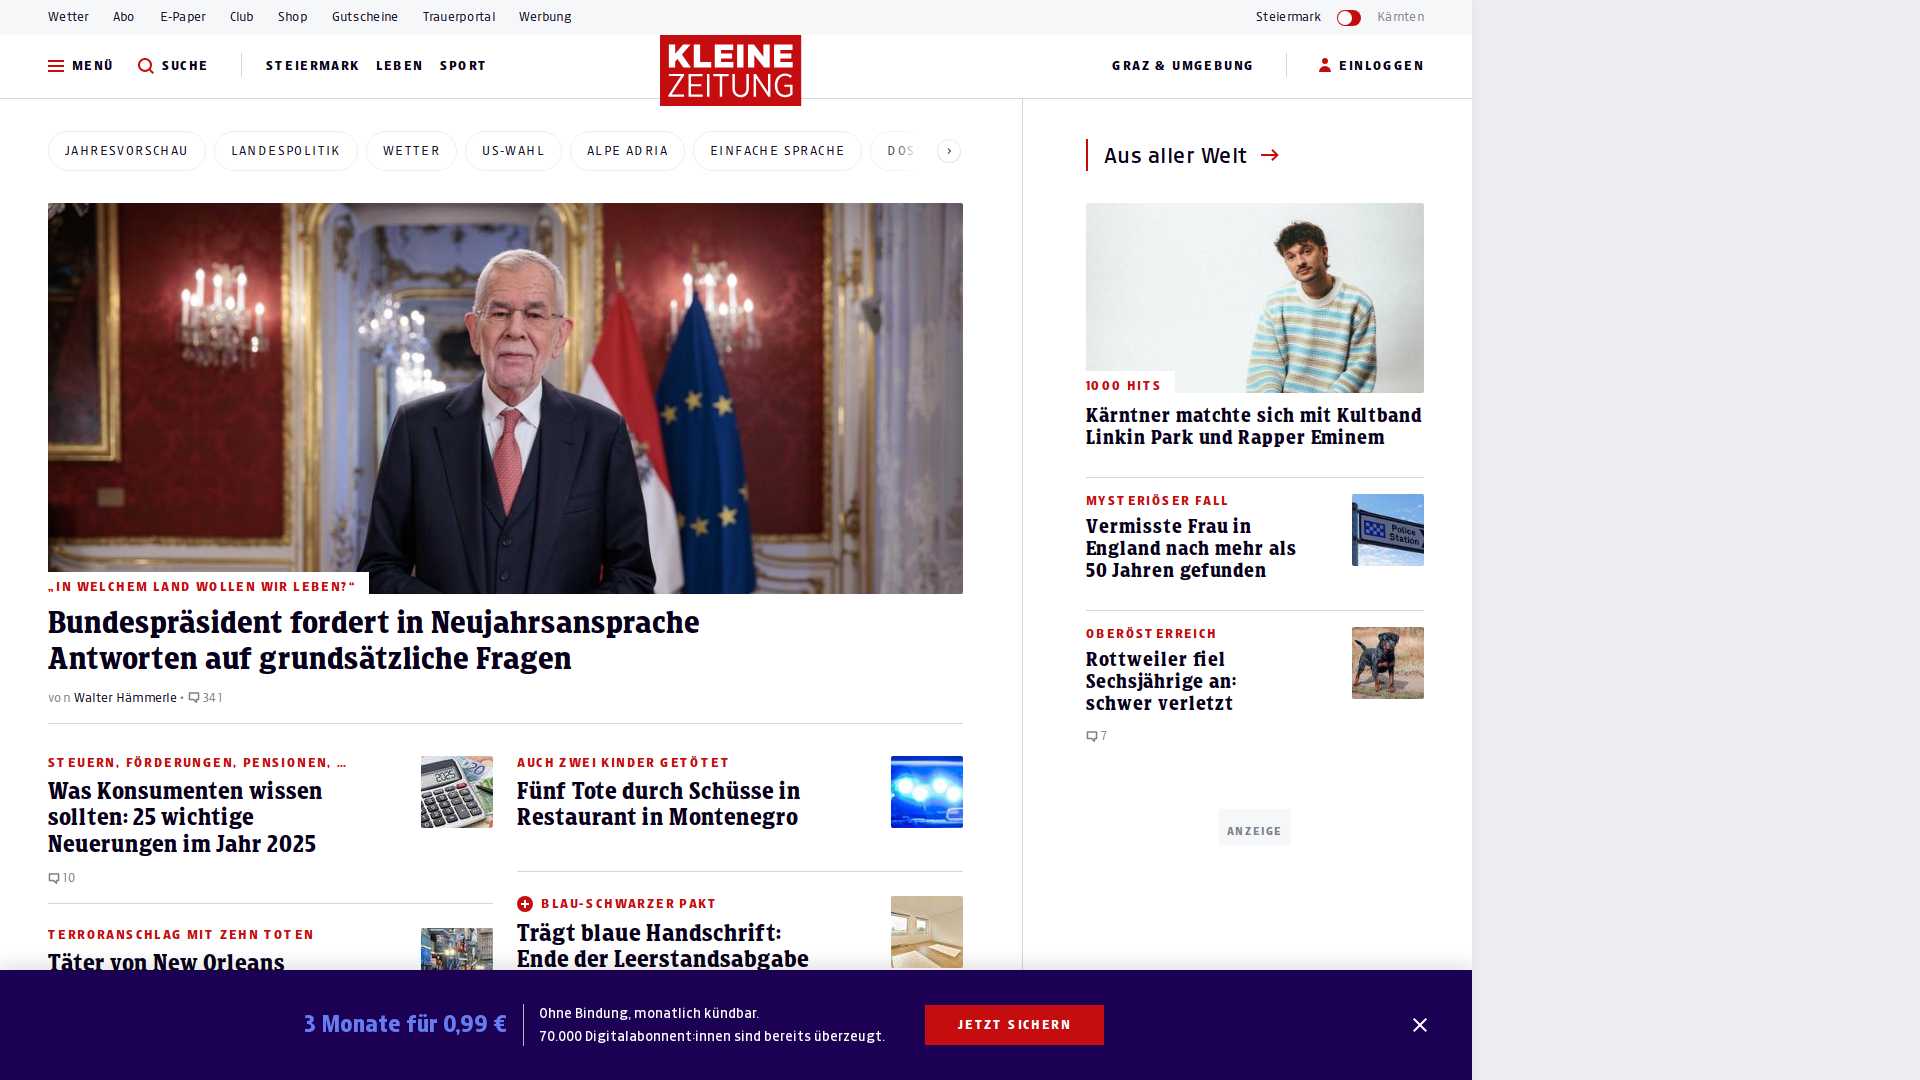 Wetter Abo E-Paper Club Shop Gutscheine Trauerportal Werbung
Steiermark Kärnten
MENÜ SUCHE STEIERMARK LEBEN SPORT
KLEINE
ZEITUNG
GRAZ & UMGEBUNG EINLOGGEN
JAHRESVORSCHAU LANDESPOLITIK WETTER US-WAHL ALPE ADRIA EINFACHE SPRACHE DOS
„IN WELCHEM LAND WOLLEN WIR LEBEN?“
Bundespräsident fordert in Neujahrsansprache
Antworten auf grundsätzliche Fragen
von Walter Hämmerle • 341
STEUERN, FÖRDERUNGEN, PENSIONEN, …
Was Konsumenten wissen
sollten: 25 wichtige
Neuerungen im Jahr 2025
10
2025
20
TERRORANSCHLAG MIT ZEHN TOTEN
Täter von New Orleans
AUCH ZWEI KINDER GETÖTET
Fünf Tote durch Schüsse in
Restaurant in Montenegro
BLAU-SCHWARZER PAKT
Trägt blaue Handschrift:
Ende der Leerstandsabgabe
Aus aller Welt
1000 HITS
Kärntner matchte sich mit Kultband
Linkin Park und Rapper Eminem
MYSTERIÖSER FALL
Vermisste Frau in
England nach mehr als
50 Jahren gefunden
Police
Station
OBERÖSTERREICH
Rottweiler fiel
Sechsjährige an:
schwer verletzt
7
ANZEIGE
3 Monate für 0,99 €
Ohne Bindung, monatlich kündbar.
70.000 Digitalabonnent:innen sind bereits überzeugt.
JETZT SICHERN